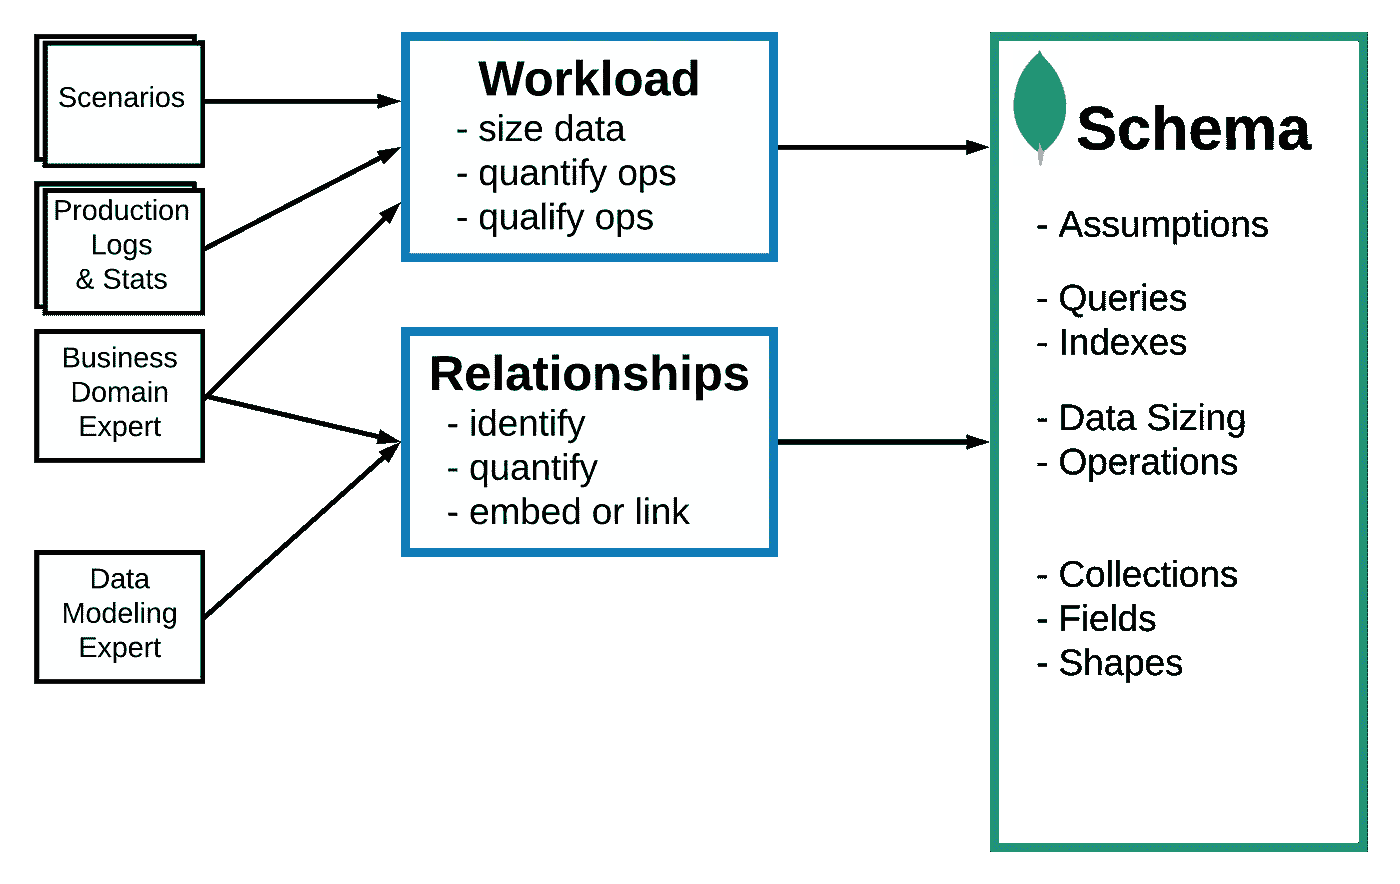 Scenarios
Production
Logs
& Stats
Business
Domain
Expert
Data
Modeling
Expert
Workload
- size data
- quantify ops
- qualify ops
Relationships
- identify
- quantify
- embed or link
Schema
- Assumptions
- Queries
- Indexes
- Data Sizing
- Operations
- Collections
- Fields
- Shapes